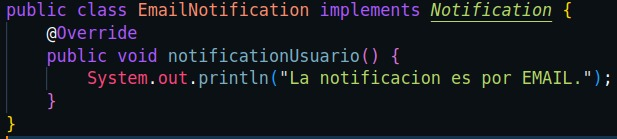 public class EmailNotification implements Notification {
    @Override
    public void notificationUsuario() {
        System.out.println("La notificacion es por EMAIL.");
    }
}